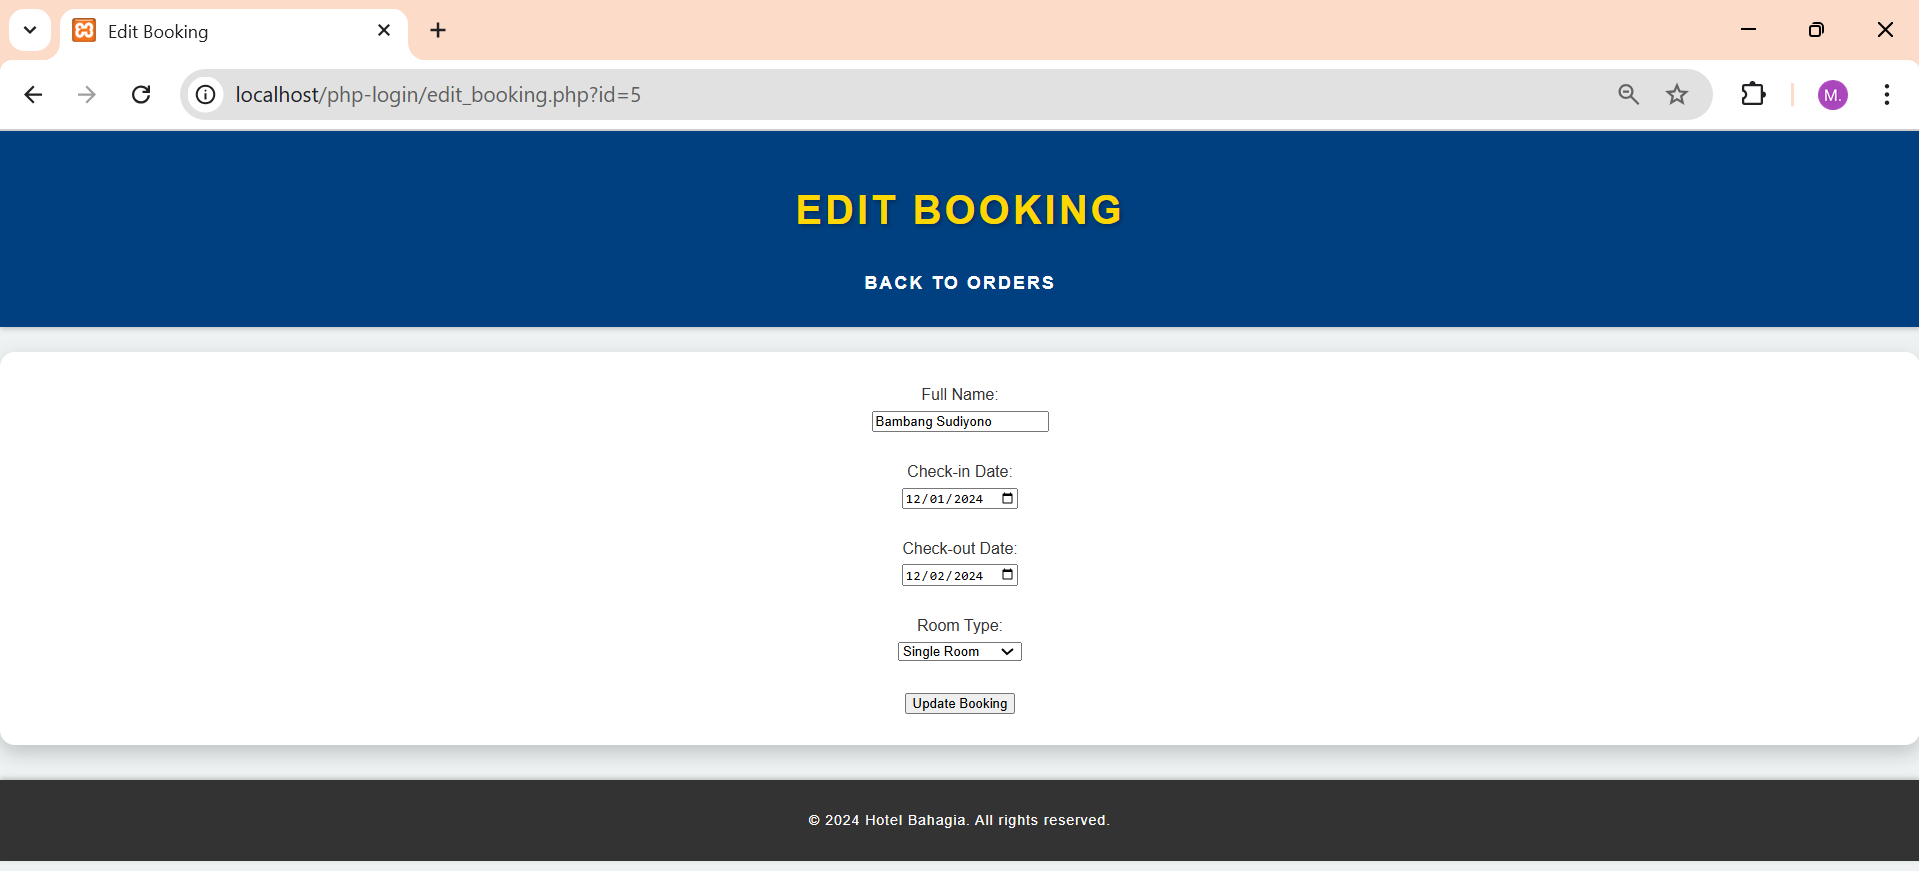 Edit Booking
localhost/php-login/edit_booking.php?id=5
M.
EDIT BOOKING
BACK TO ORDERS
Full Name:
Bambang Sudiyono
Check-in Date:
12/01/2024
Check-out Date:
12/02/2024
Room Type:
Single Room
Update Booking
© 2024 Hotel Bahagia. All rights reserved.